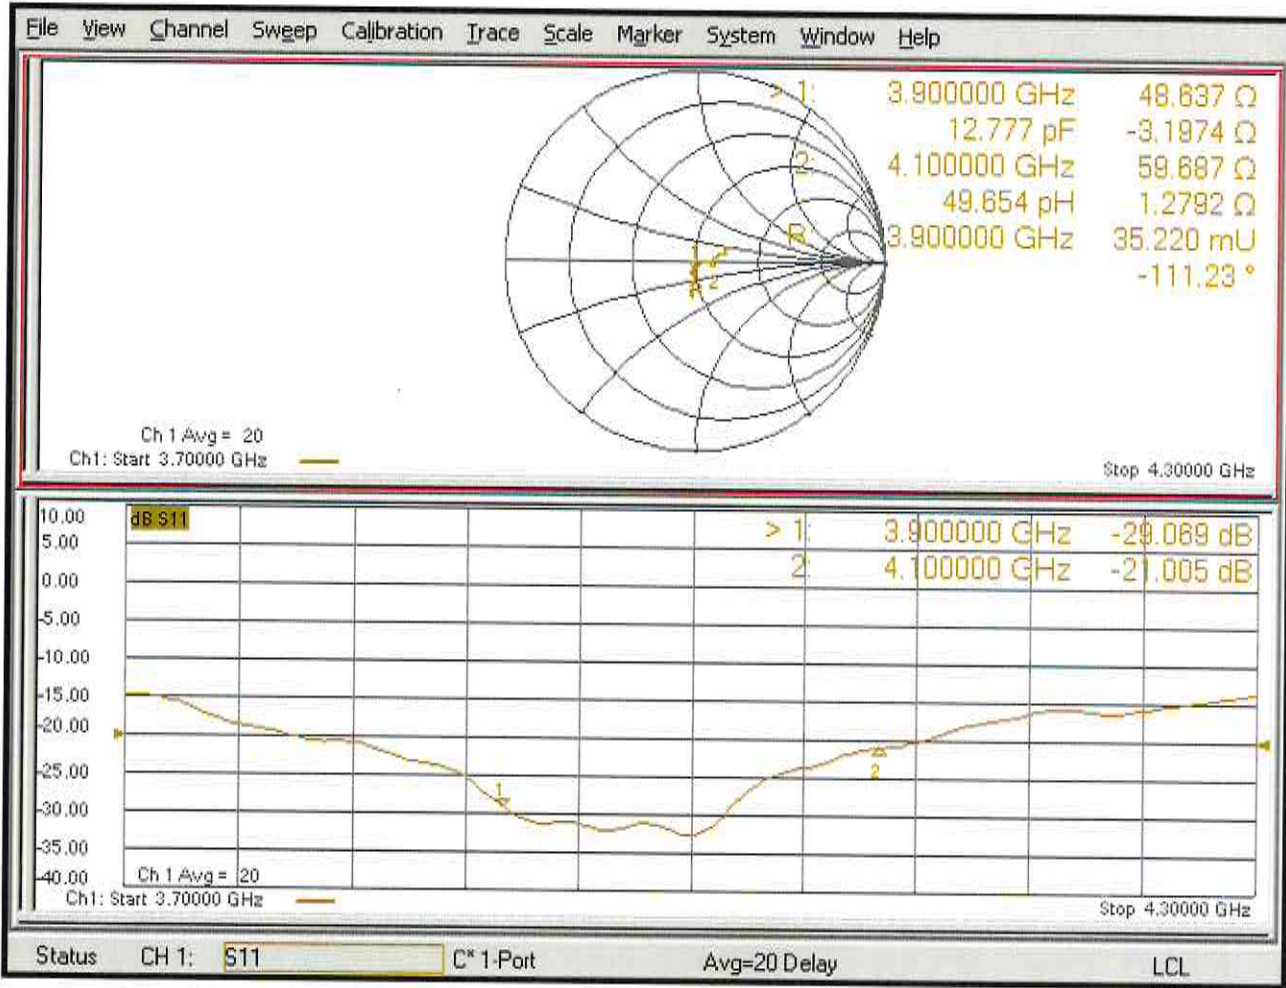 File View Channel Sweep Calibration Trace Scale Marker System Window Help
> 1: 3.900000 GHz 48.637 Ω
12.777 pF -3.1974 Ω
2: 4.100000 GHz 59.687 Ω
49.654 pH 1.2792 Ω
R 3.900000 GHz 35.220 mU
-111.23 °
1
2
Ch 1 Avg = 20
Ch1: Start 3.70000 GHz
Stop 4.30000 GHz
10.00
5.00
0.00
-5.00
-10.00
-15.00
-20.00
-25.00
-30.00
-35.00
-40.00
dB S11
> 1: 3.900000 GHz -29.069 dB
2: 4.100000 GHz -21.005 dB
1
2
Ch 1 Avg = 20
Ch1: Start 3.70000 GHz
Stop 4.30000 GHz
Status CH 1: S11 C* 1-Port Avg=20 Delay LCL